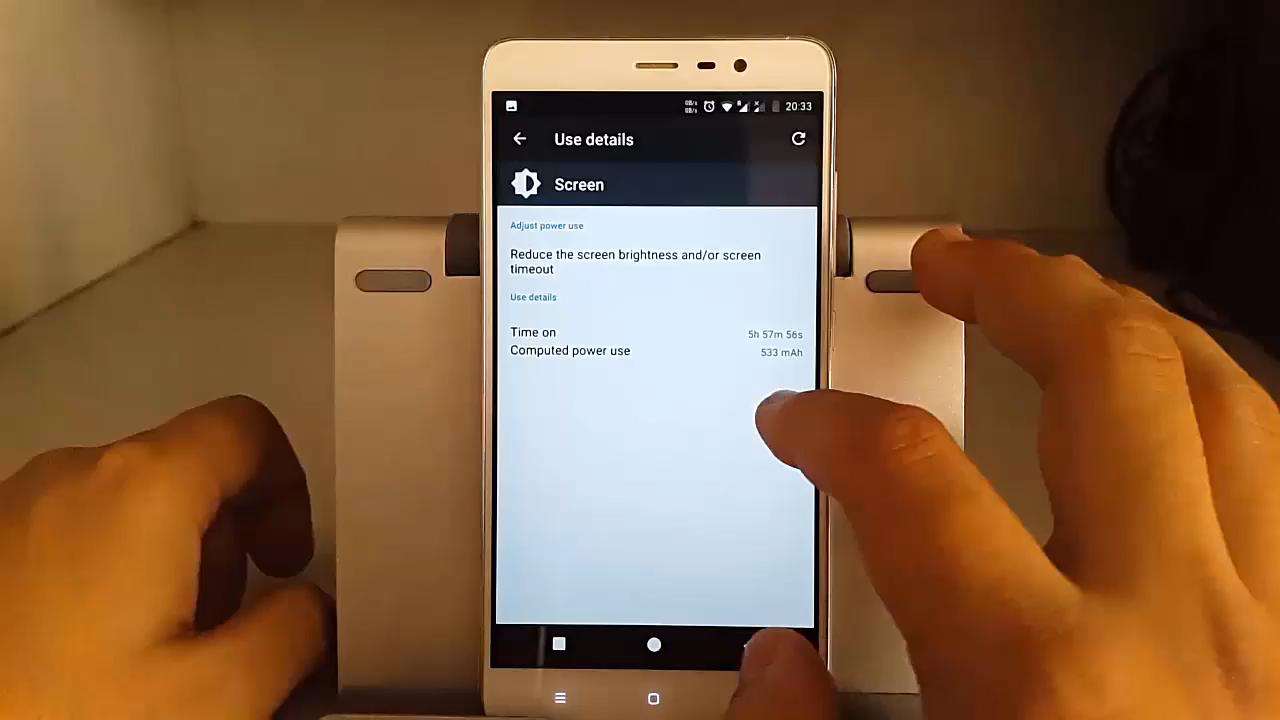 20:33
Use details
Screen
Adjust power use
Reduce the screen brightness and/or screen
timeout
Use details
Time on 5h 57m 56s
Computed power use 533 mAh